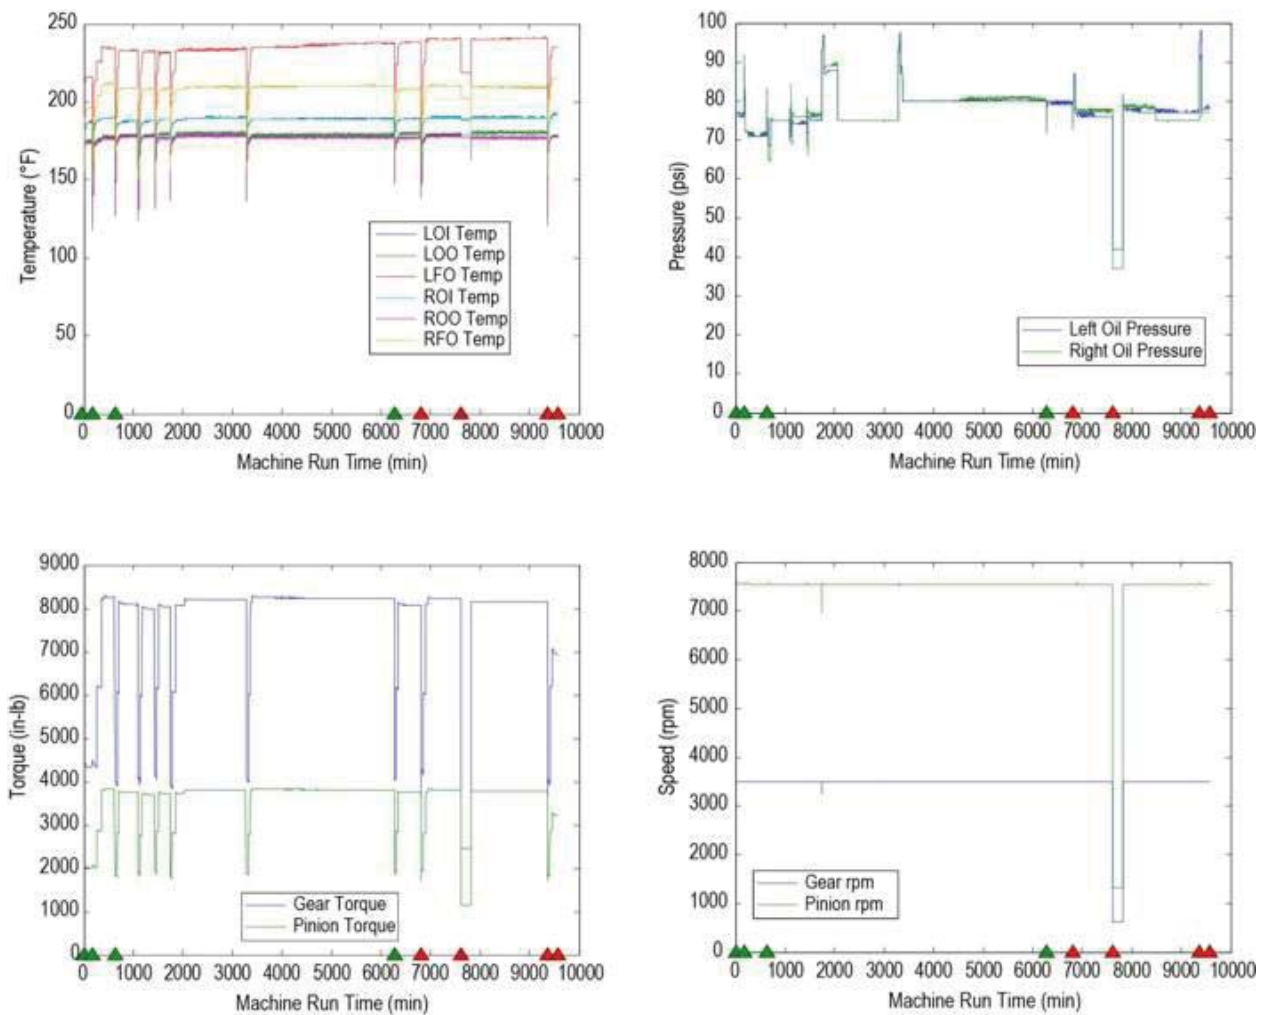 250
200
150
100
50
0
Temperature (°F)
LOI Temp
LOO Temp
LFO Temp
ROI Temp
ROO Temp
RFO Temp
0 1000 2000 3000 4000 5000 6000 7000 8000 9000 10000
Machine Run Time (min)
100
90
80
70
60
50
40
30
20
10
0
Pressure (psi)
Left Oil Pressure
Right Oil Pressure
0 1000 2000 3000 4000 5000 6000 7000 8000 9000 10000
Machine Run Time (min)
9000
8000
7000
6000
5000
4000
3000
2000
1000
0
Torque (in-lb)
Gear Torque
Pinion Torque
0 1000 2000 3000 4000 5000 6000 7000 8000 9000 10000
Machine Run Time (min)
8000
7000
6000
5000
4000
3000
2000
1000
0
Speed (rpm)
Gear rpm
Pinion rpm
0 1000 2000 3000 4000 5000 6000 7000 8000 9000 10000
Machine Run Time (min)